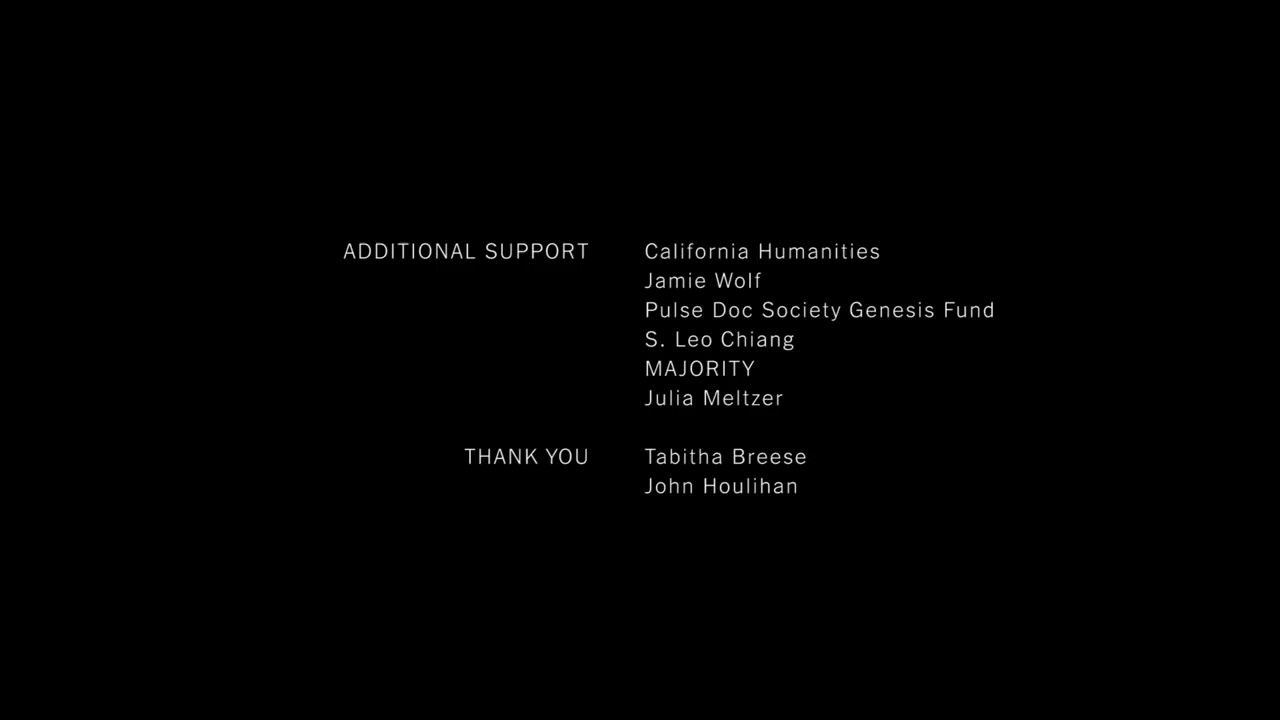 ADDITIONAL SUPPORT California Humanities
Jamie Wolf
Pulse Doc Society Genesis Fund
S. Leo Chiang
MAJORITY
Julia Meltzer
THANK YOU Tabitha Breese
John Houlihan